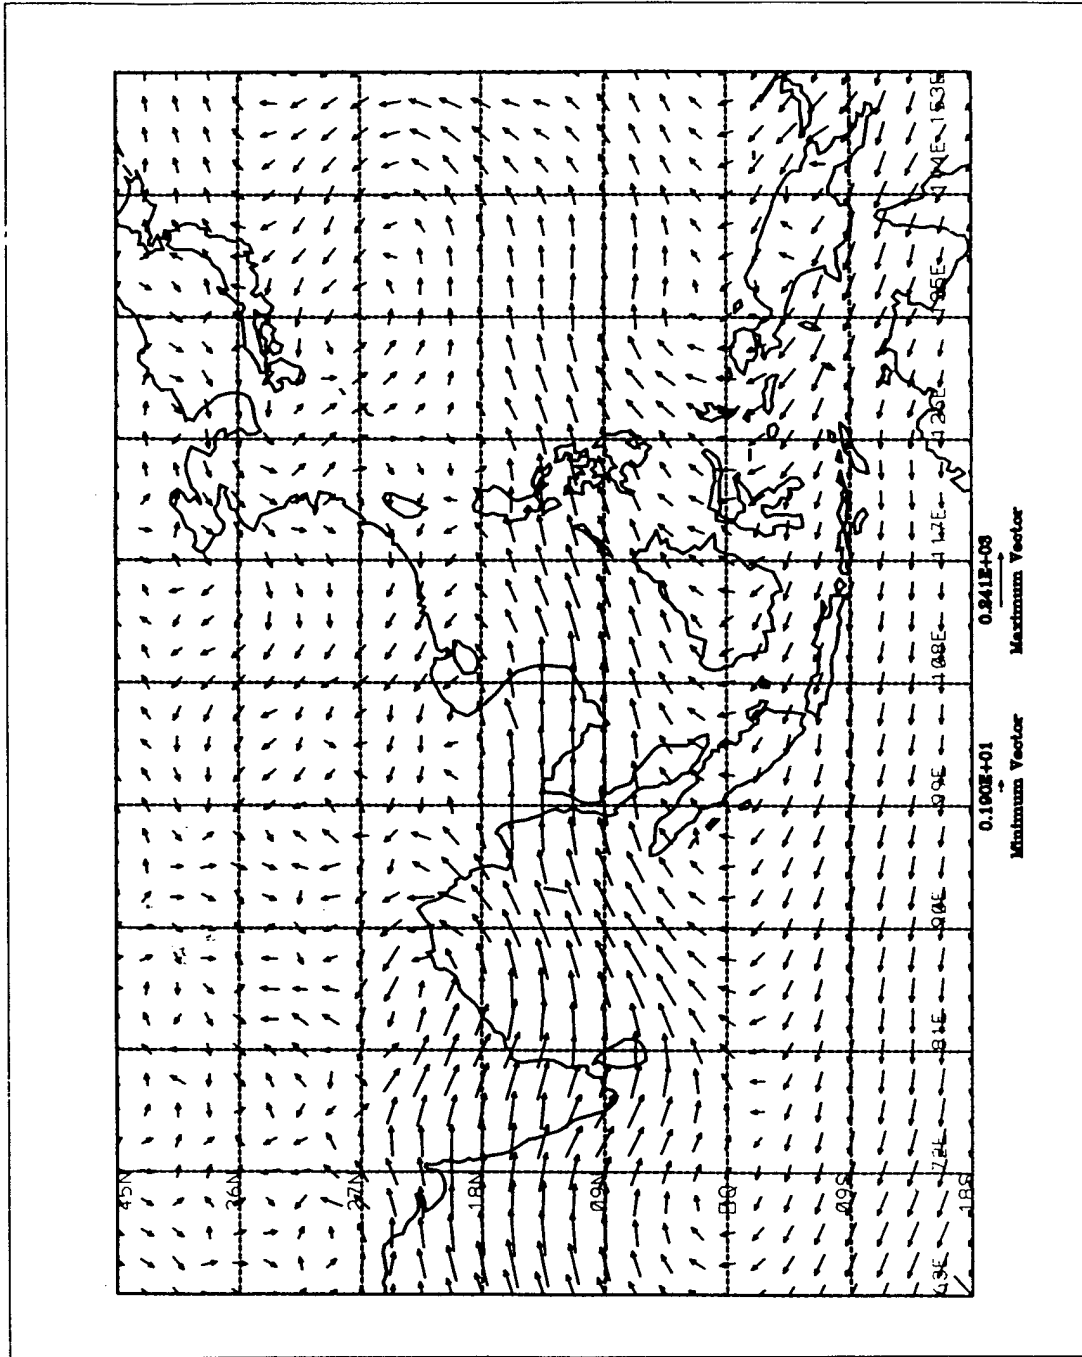 45N
36N
27N
18N
09N
EQ
09S
18S
63E
72E
81E
90E
99E
108E
117E
126E
135E
144E
153E
0.190E+01
Minimum Vector
0.241E+03
Maximum Vector